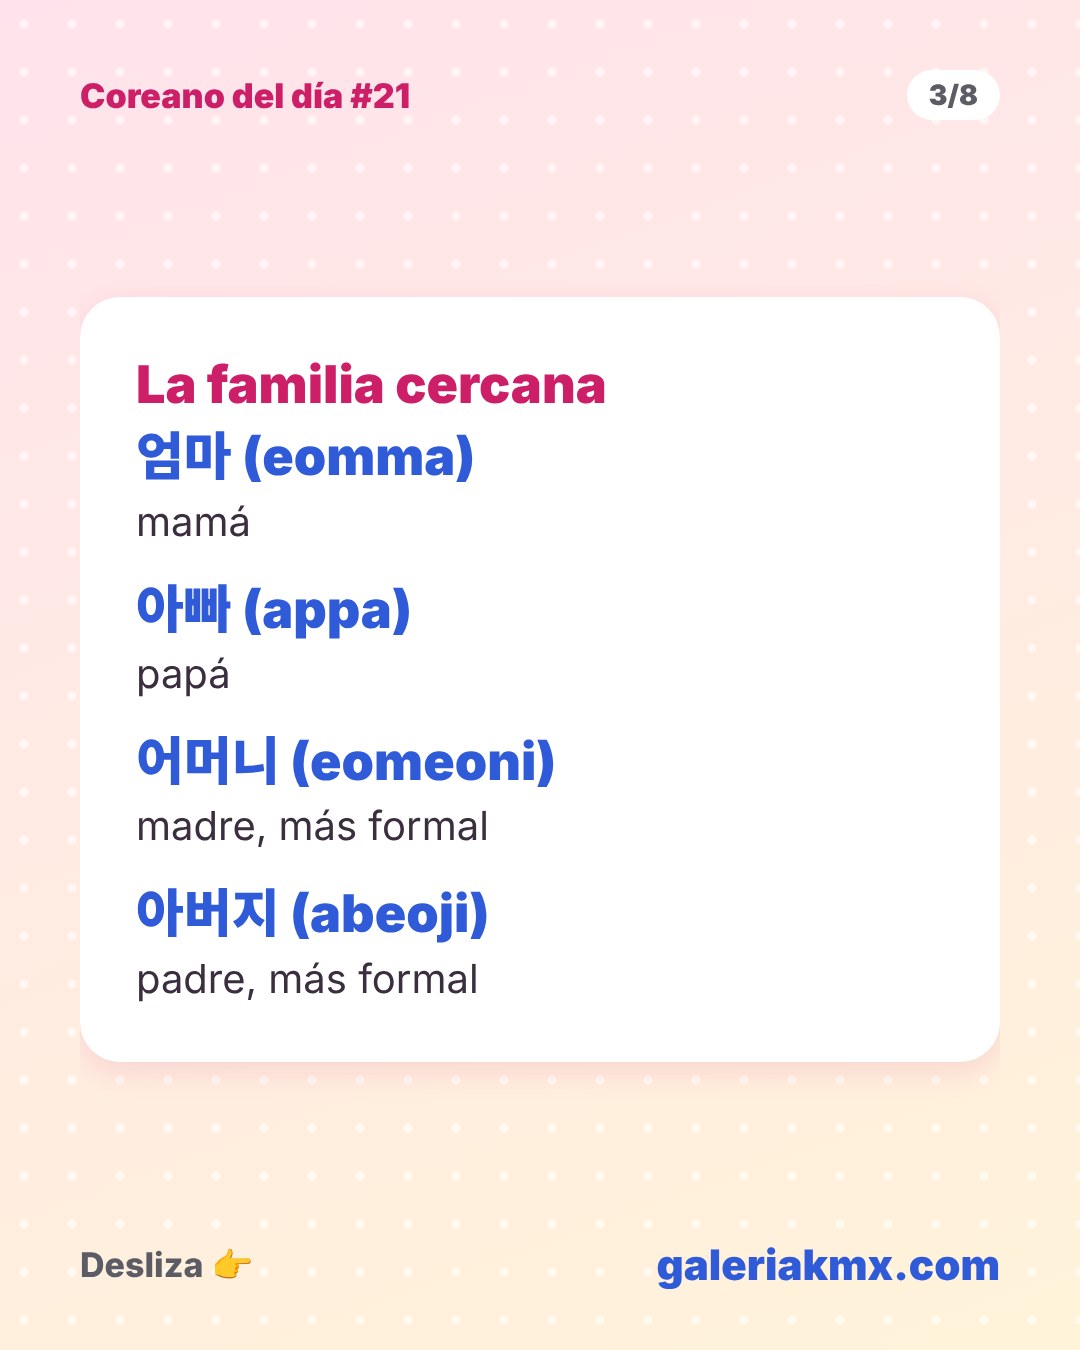 Coreano del día #21
3/8
La familia cercana
엄마 (eomma)
mamá
아빠 (appa)
papá
어머니 (eomeoni)
madre, más formal
아버지 (abeoji)
padre, más formal
Desliza 👉
galeriakmx.com